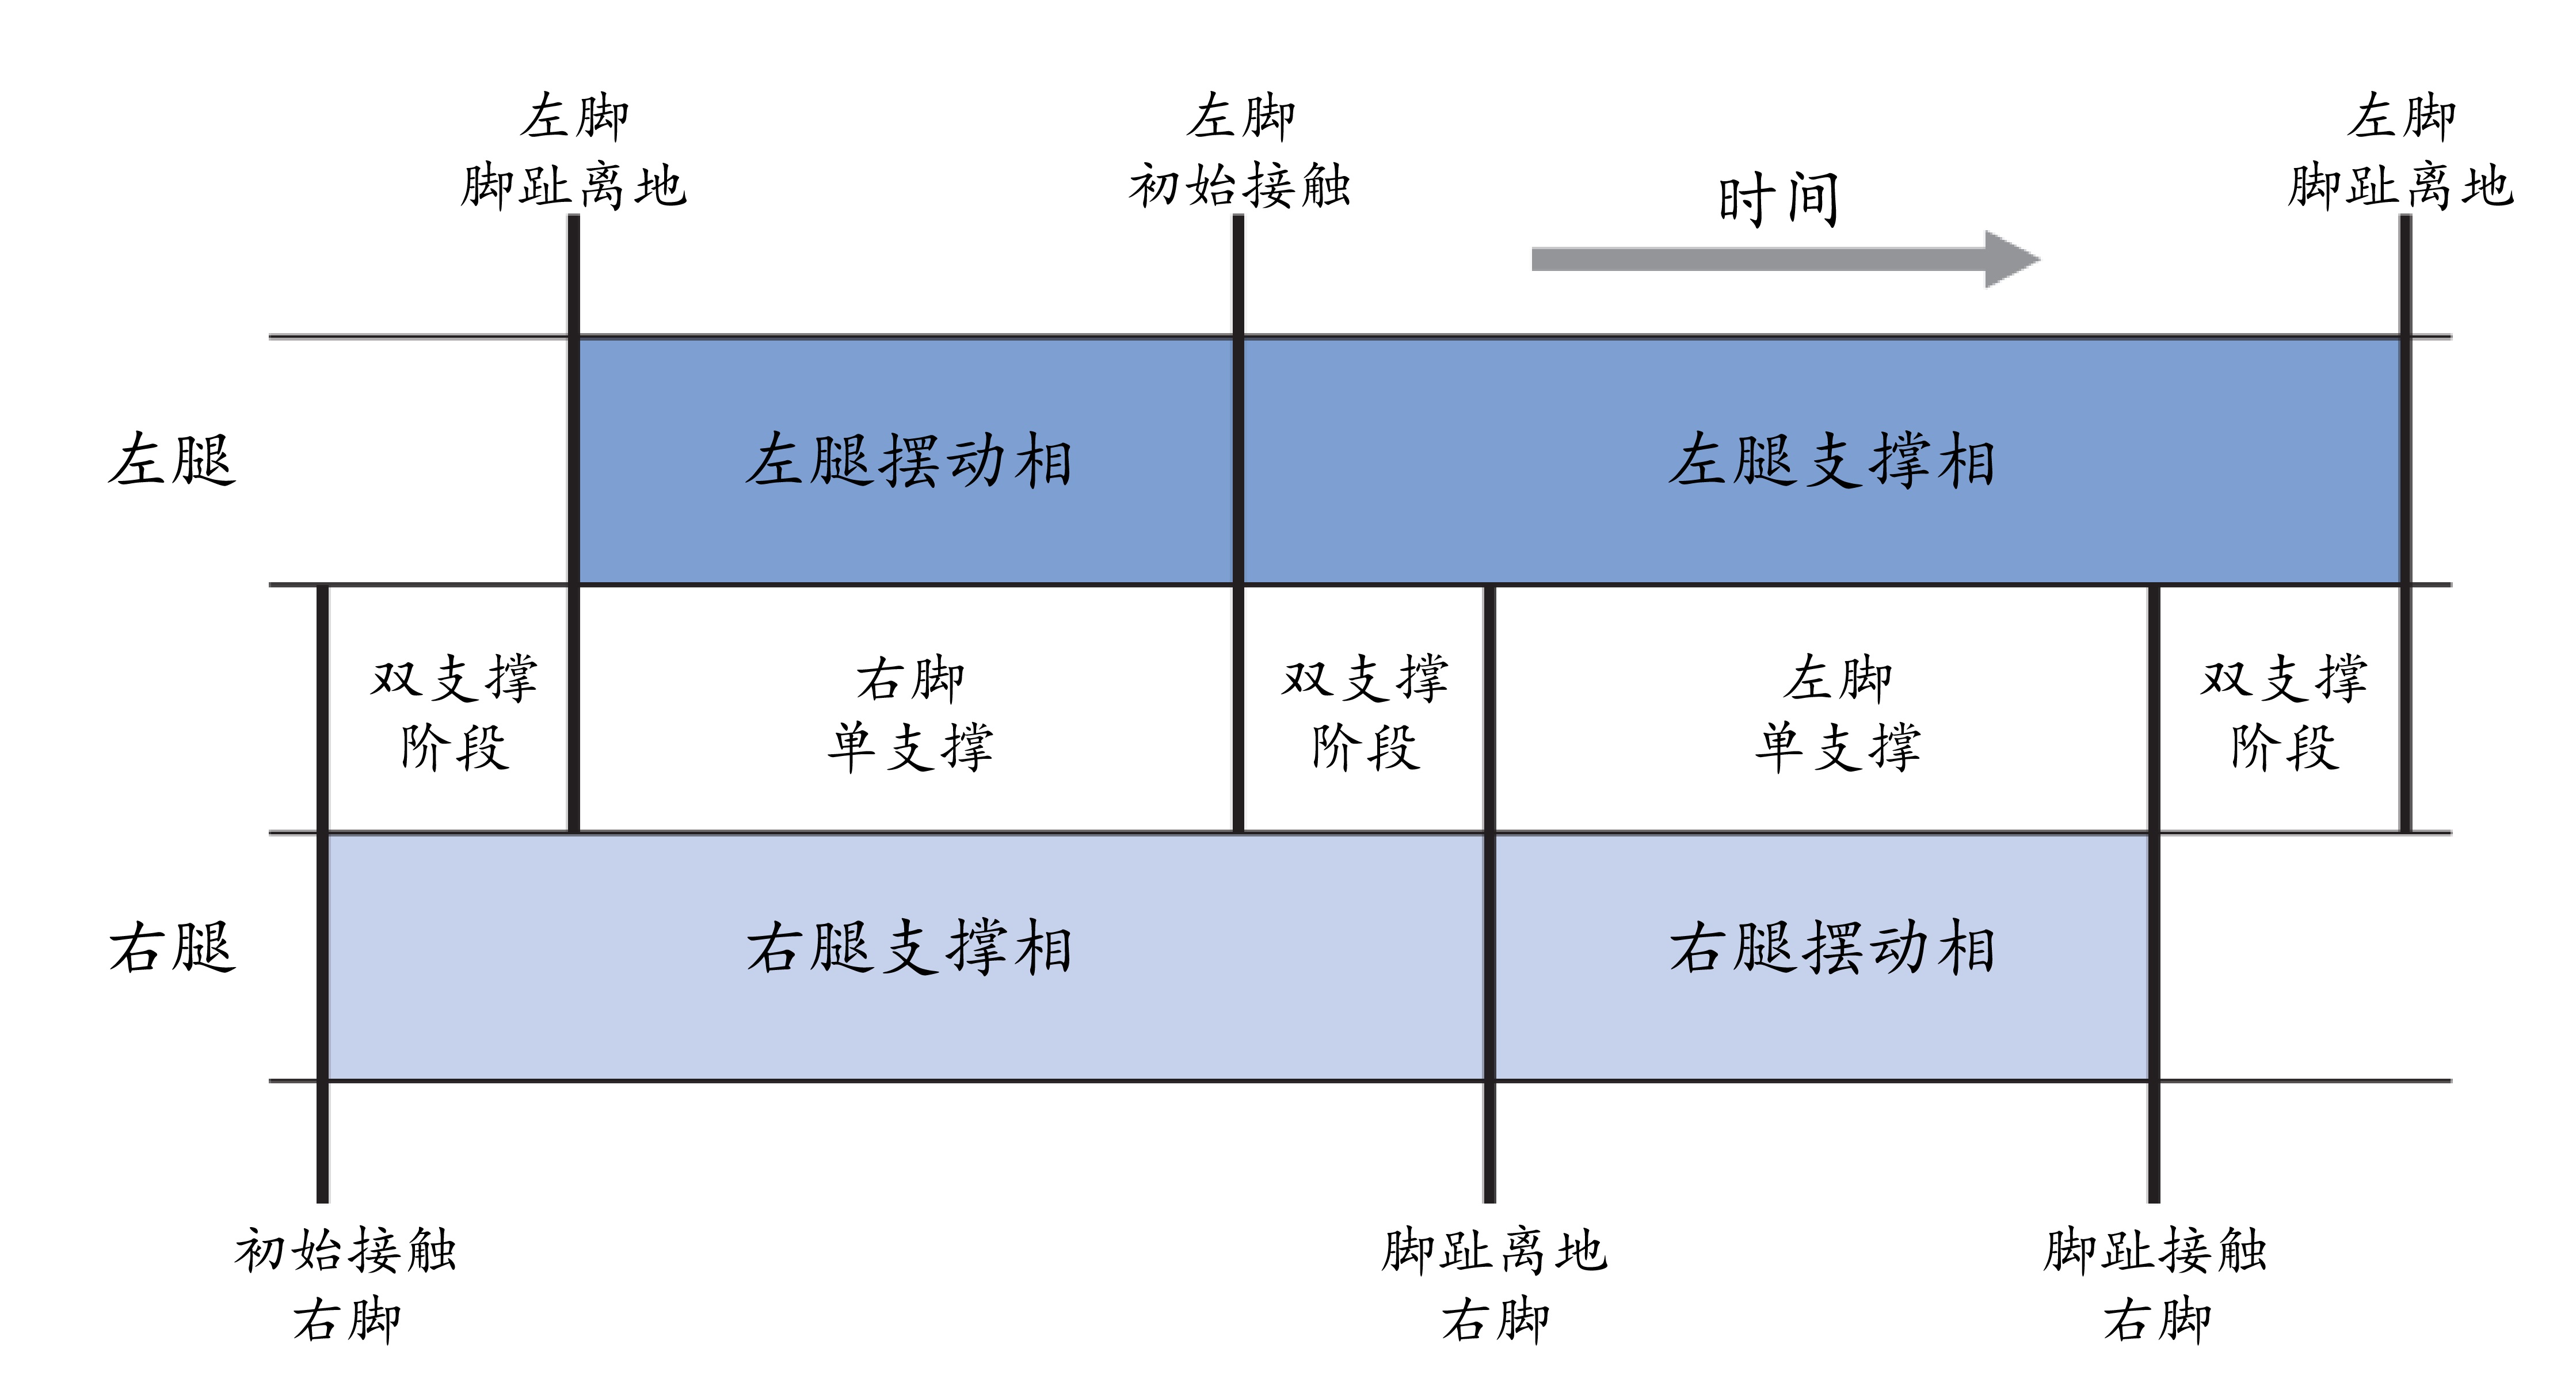 左脚
脚趾离地
左脚
初始接触
左脚
脚趾离地
时间
左腿
左腿摆动相
左腿支撑相
双支撑
阶段
右脚
单支撑
双支撑
阶段
左脚
单支撑
双支撑
阶段
右腿
右腿支撑相
右腿摆动相
初始接触
右脚
脚趾离地
右脚
脚趾接触
右脚